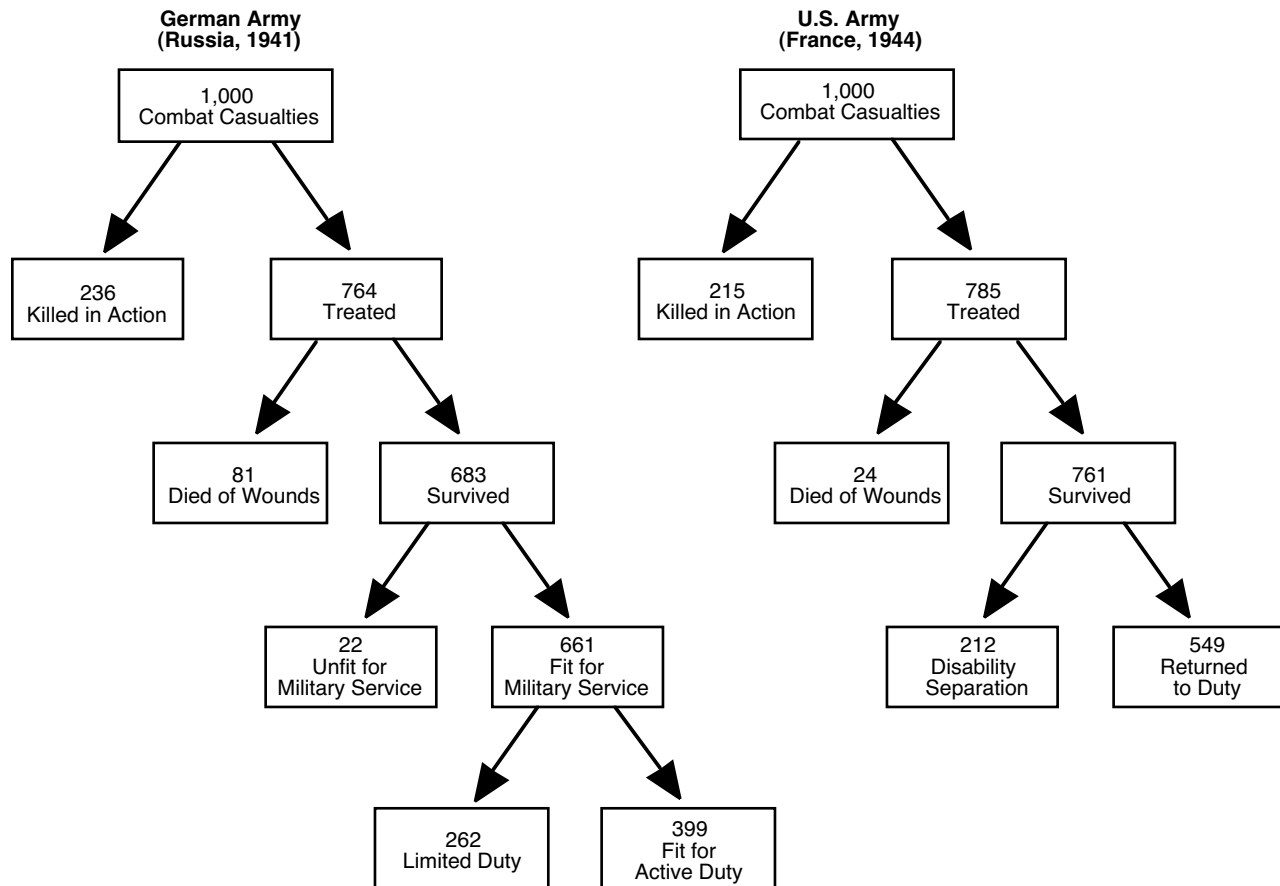 German Army
(Russia, 1941)
1,000
Combat Casualties
236
Killed in Action
764
Treated
81
Died of Wounds
683
Survived
22
Unfit for
Military Service
661
Fit for
Military Service
262
Limited Duty
399
Fit for
Active Duty
U.S. Army
(France, 1944)
1,000
Combat Casualties
215
Killed in Action
785
Treated
24
Died of Wounds
761
Survived
212
Disability
Separation
549
Returned
to Duty